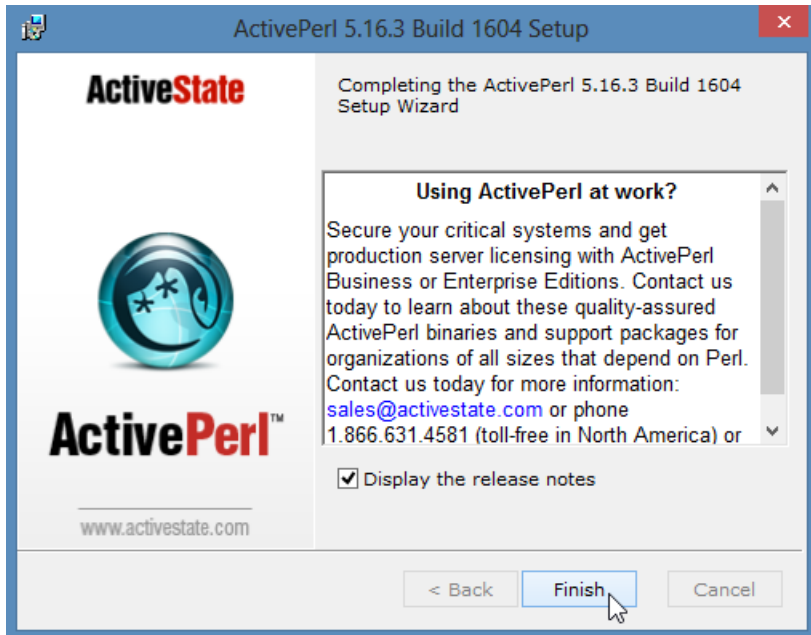 ActivePerl 5.16.3 Build 1604 Setup
ActiveState
Completing the ActivePerl 5.16.3 Build 1604
Setup Wizard
Using ActivePerl at work?
Secure your critical systems and get
production server licensing with ActivePerl
Business or Enterprise Editions. Contact us
today to learn about these quality-assured
ActivePerl binaries and support packages for
organizations of all sizes that depend on Perl.
Contact us today for more information:
sales@activestate.com or phone
1.866.631.4581 (toll-free in North America) or
ActivePerl™
Display the release notes
www.activestate.com
< Back
Finish
Cancel